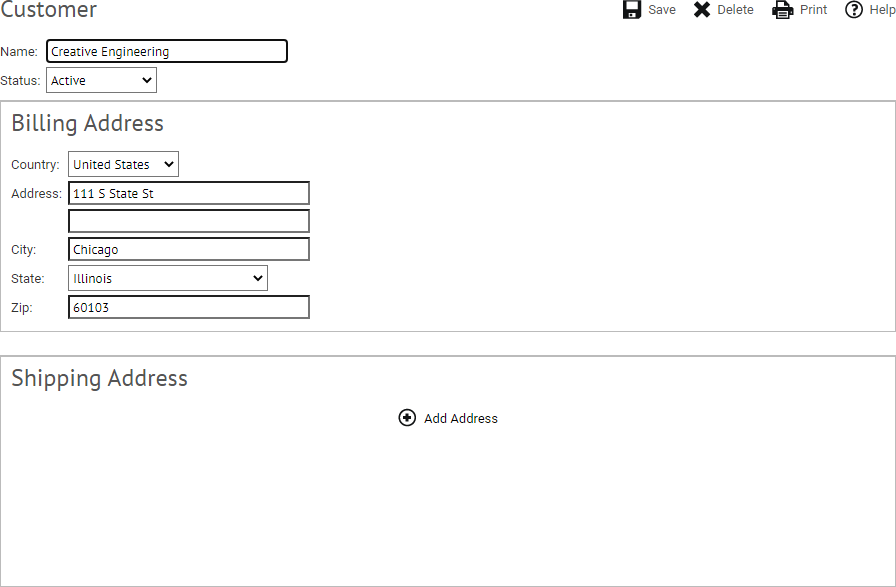 Customer
Save Delete Print Help
Name: Creative Engineering
Status: Active
Billing Address
Country: United States
Address: 111 S State St
City: Chicago
State: Illinois
Zip: 60103
Shipping Address
Add Address